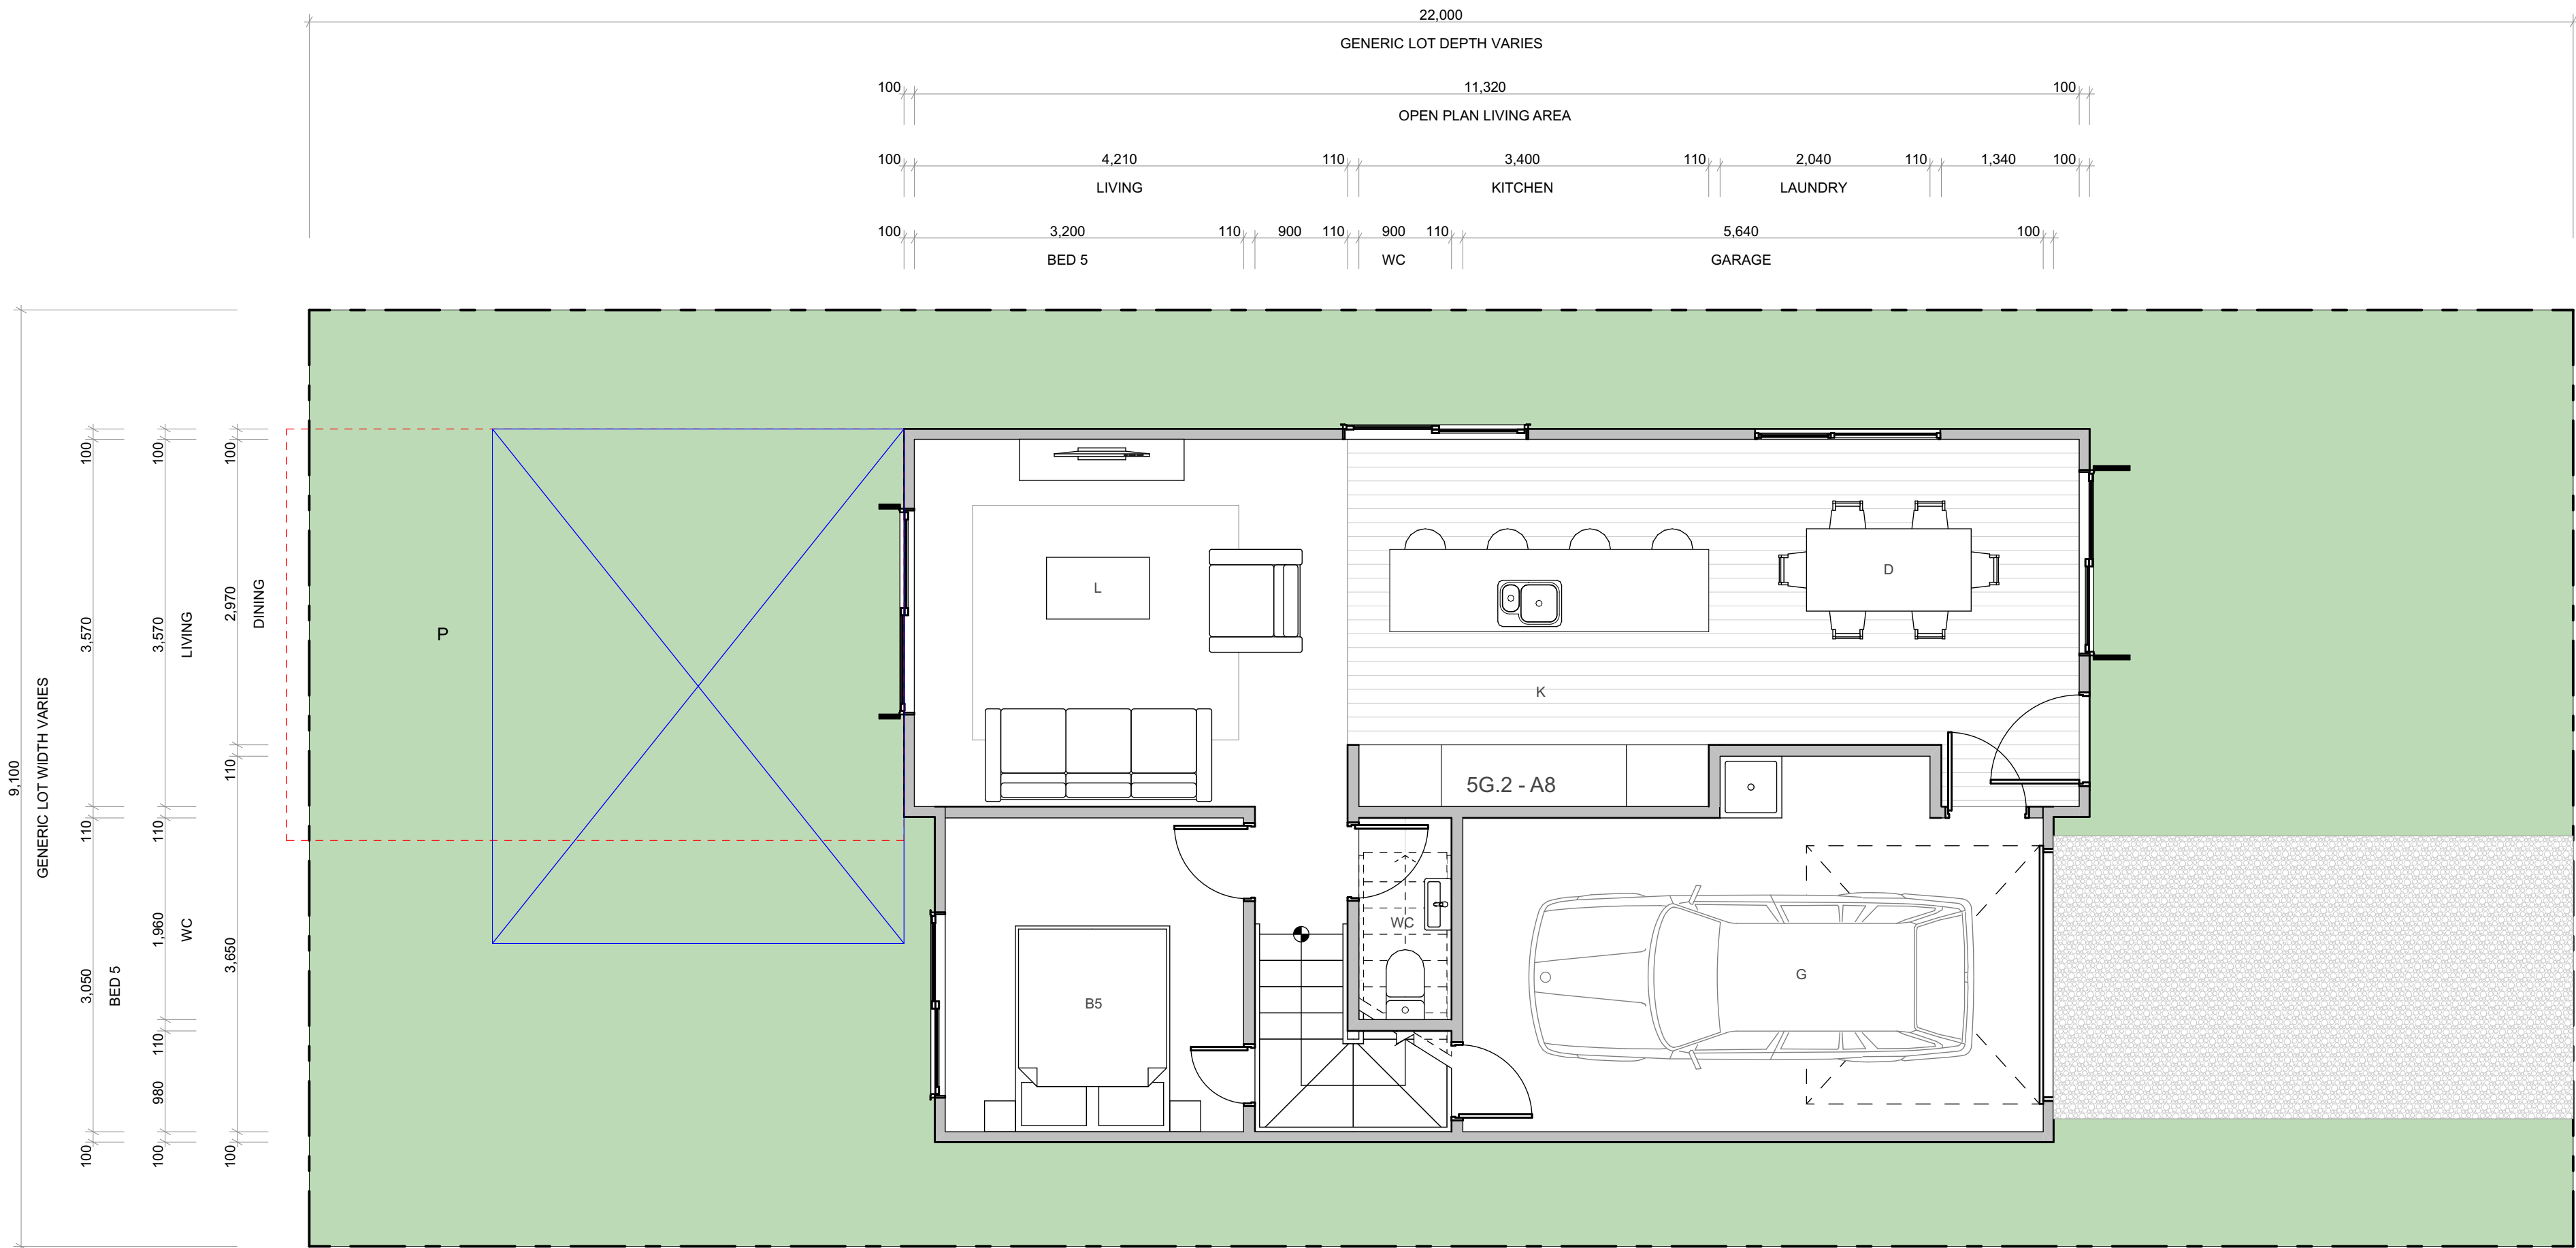 22,000
GENERIC LOT DEPTH VARIES
100 11,320 100
OPEN PLAN LIVING AREA
100 4,210 110 3,400 110 2,040 110 1,340 100
LIVING KITCHEN LAUNDRY
100 3,200 110 900 110 900 110 5,640 100
BED 5 WC GARAGE
9,100
GENERIC LOT WIDTH VARIES
100 3,570 110 3,050 100
BED 5
100 3,570 110 1,960 110 980 100
LIVING WC
100 2,970 110 3,650 100
DINING
P
L
D
K
5G.2 - A8
WC
G
B5